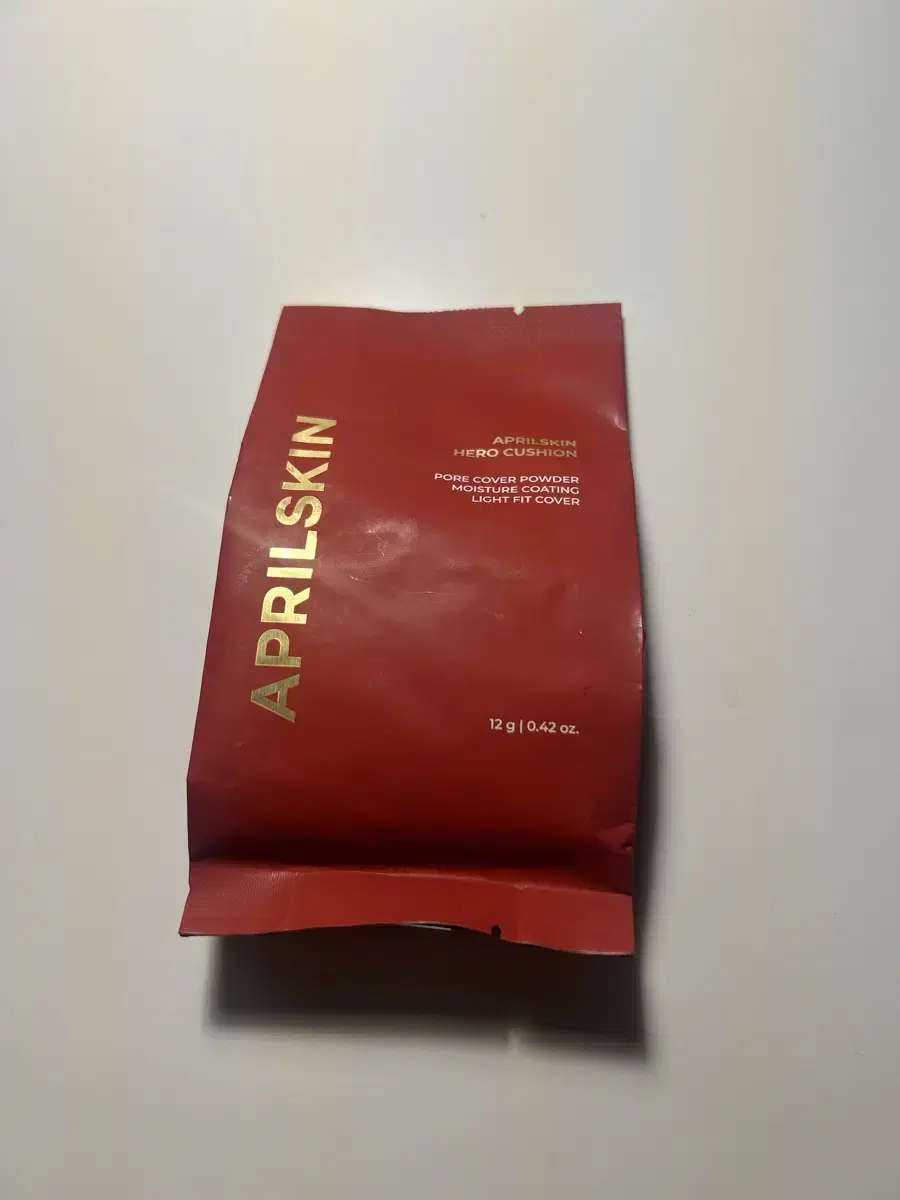 APRILSKIN
APRILSKIN
HERO CUSHION
PORE COVER POWDER
MOISTURE COATING
LIGHT FIT COVER
12 g | 0.42 oz.